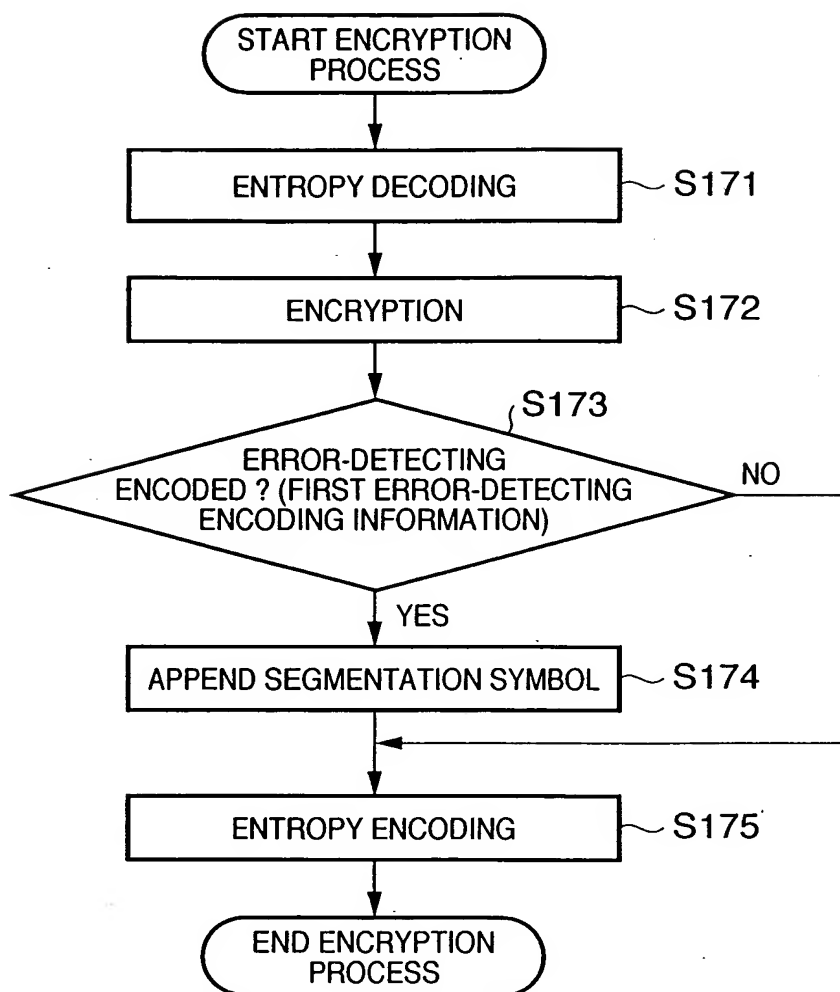 START ENCRYPTION
PROCESS
ENTROPY DECODING
S171
ENCRYPTION
S172
S173
ERROR-DETECTING
ENCODED ? (FIRST ERROR-DETECTING
ENCODING INFORMATION)
NO
YES
APPEND SEGMENTATION SYMBOL
S174
ENTROPY ENCODING
S175
END ENCRYPTION
PROCESS